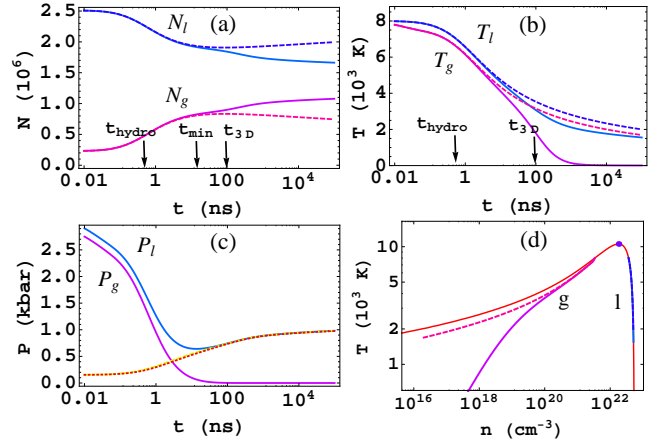 2.5
2.0
1.5
1.0
0.5
0.0
N (10^6)
N_l
(a)
N_g
t_hydro
t_min
t_3D
0.01
1
100
10^4
t (ns)
8
6
4
2
0
T (10^3 K)
(b)
T_l
T_g
t_hydro
t_3D
0.01
1
100
10^4
t (ns)
2.5
2.0
1.5
1.0
0.5
0.0
P (kbar)
(c)
P_l
P_g
0.01
1
100
10^4
t (ns)
10
5
2
1
T (10^3 K)
(d)
g
l
10^16
10^18
10^20
10^22
n (cm^-3)